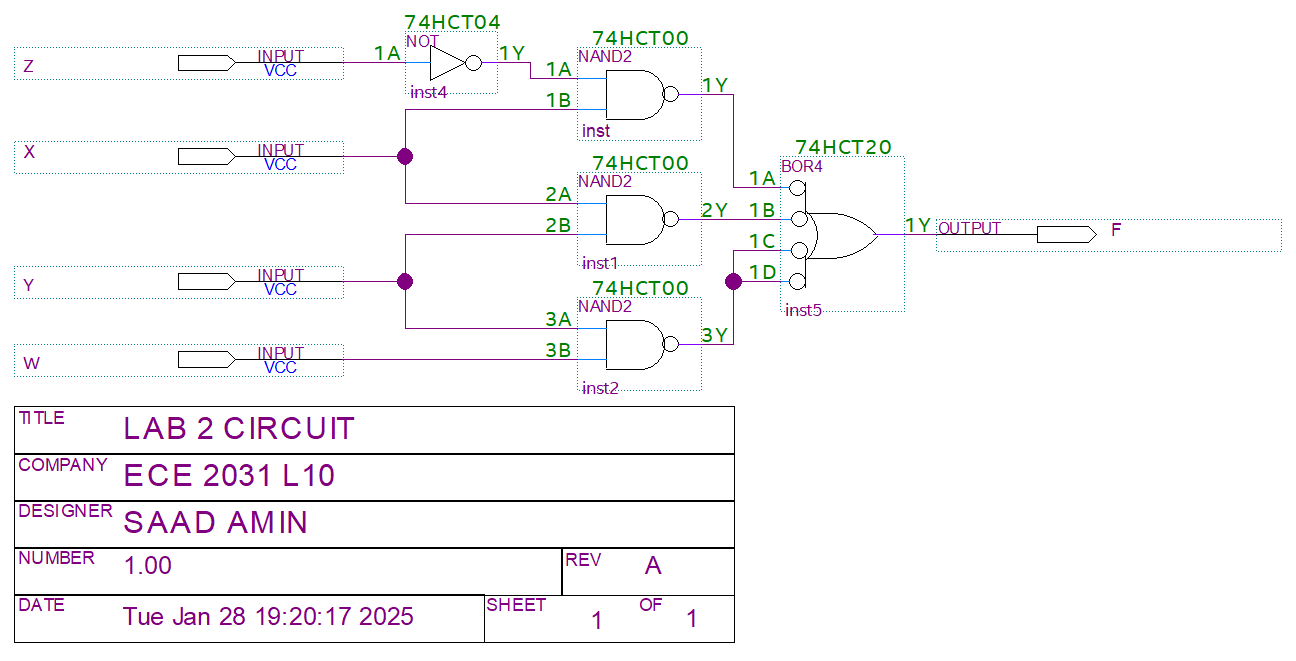 74HCT04
74HCT00
NOT
NAND2
Z
INPUT
VCC
1A
1Y
1A
1B
1Y
inst4
inst
X
INPUT
VCC
74HCT00
NAND2
2A
2B
2Y
inst1
74HCT20
BOR4
1A
1B
1C
1D
1Y
inst5
OUTPUT
F
Y
INPUT
VCC
74HCT00
NAND2
3A
3B
3Y
inst2
W
INPUT
VCC
TITLE LAB 2 CIRCUIT
COMPANY ECE 2031 L10
DESIGNER SAAD AMIN
NUMBER 1.00 REV A
DATE Tue Jan 28 19:20:17 2025 SHEET 1 OF 1